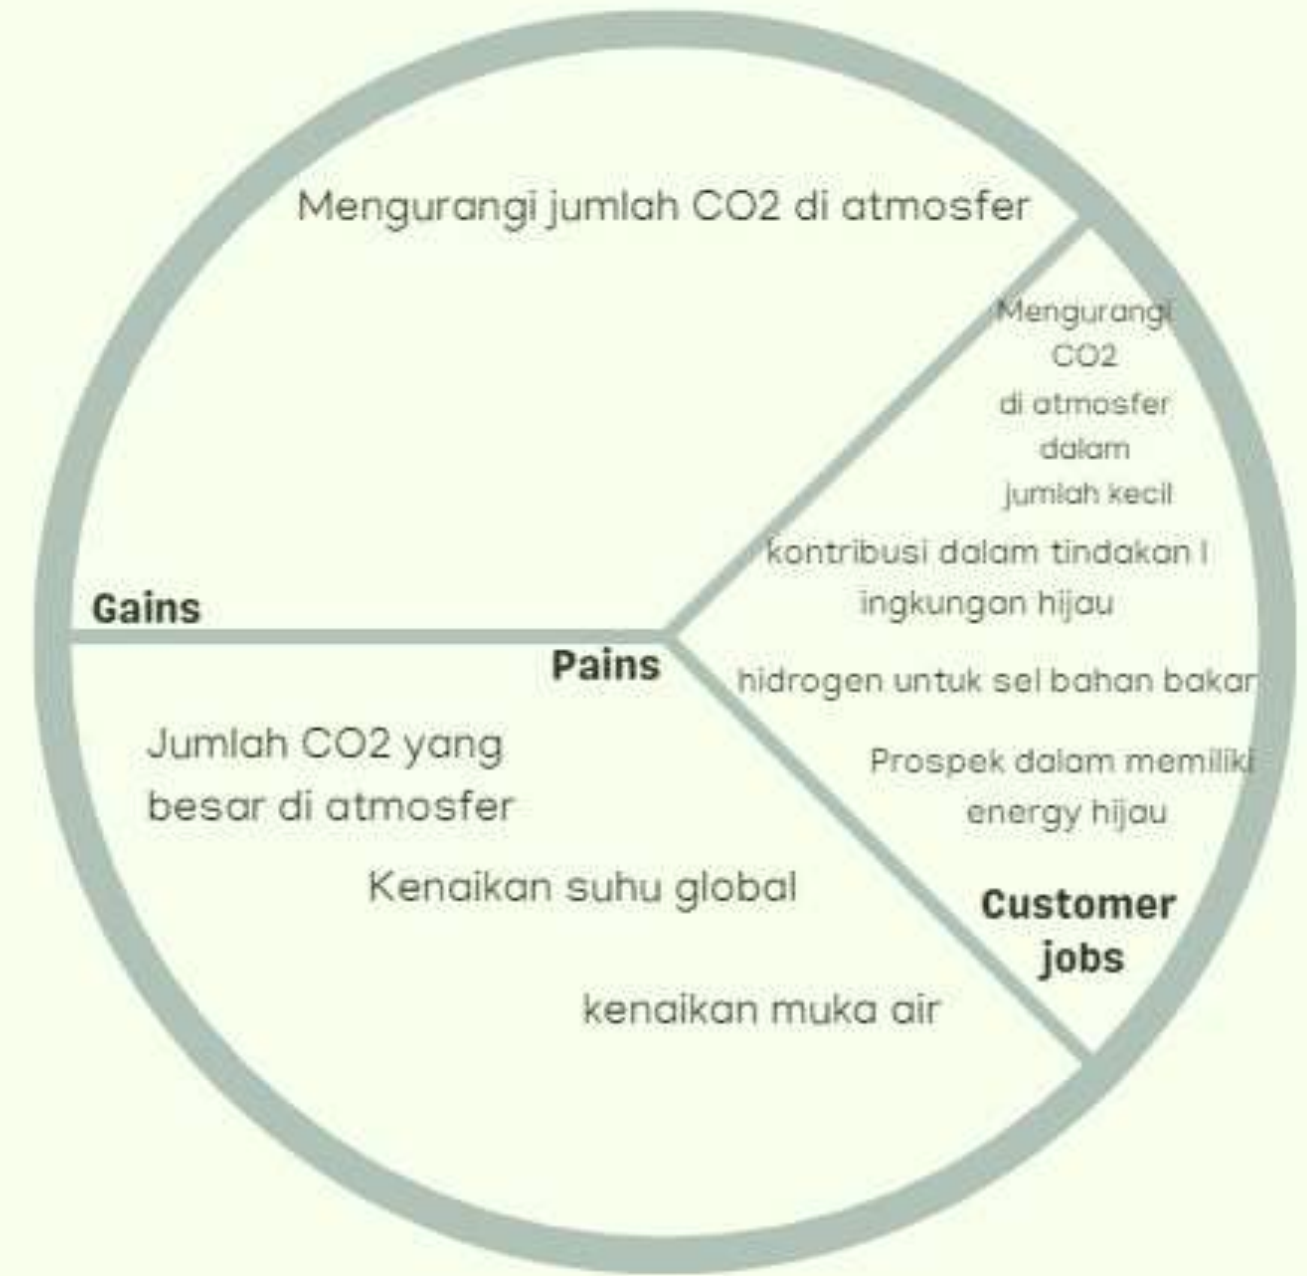 Mengurangi jumlah CO2 di atmosfer
Gains
Pains
Jumlah CO2 yang
besar di atmosfer
Kenaikan suhu global
kenaikan muka air
Mengurangi
CO2
di atmosfer
dalam
jumlah kecil
kontribusi dalam tindakan l
ingkungan hijau
hidrogen untuk sel bahan bakar
Prospek dalam memiliki
energy hijau
Customer
jobs